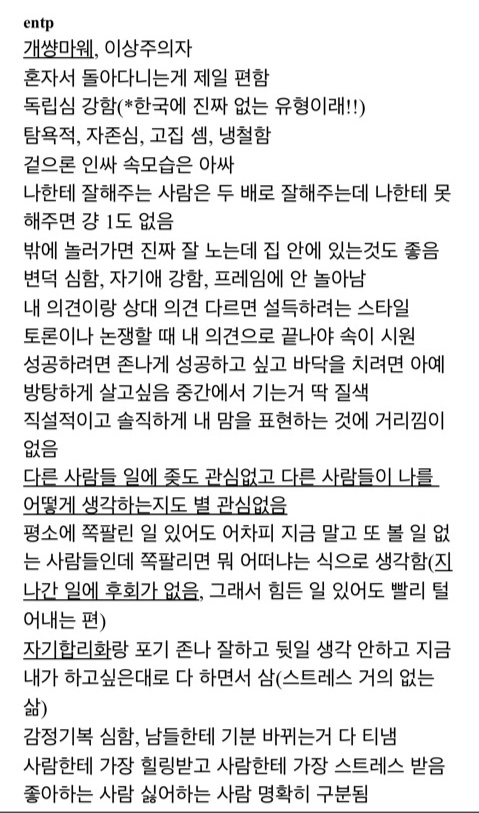 entp
개썅마웨, 이상주의자
혼자서 돌아다니는게 제일 편함
독립심 강함(*한국에 진짜 없는 유형이래!!)
탐욕적, 자존심, 고집 셈, 냉철함
겉으론 인싸 속모습은 아싸
나한테 잘해주는 사람은 두 배로 잘해주는데 나한테 못
해주면 걍 1도 없음
밖에 놀러가면 진짜 잘 노는데 집 안에 있는것도 좋음
변덕 심함, 자기애 강함, 프레임에 안 놀아남
내 의견이랑 상대 의견 다르면 설득하려는 스타일
토론이나 논쟁할 때 내 의견으로 끝나야 속이 시원
성공하려면 존나게 성공하고 싶고 바닥을 치려면 아예
방탕하게 살고싶음 중간에서 기는거 딱 질색
직설적이고 솔직하게 내 맘을 표현하는 것에 거리낌이
없음
다른 사람들 일에 좆도 관심없고 다른 사람들이 나를
어떻게 생각하는지도 별 관심없음
평소에 쪽팔린 일 있어도 어차피 지금 말고 또 볼 일 없
는 사람들인데 쪽팔리면 뭐 어떠냐는 식으로 생각함(지
나간 일에 후회가 없음, 그래서 힘든 일 있어도 빨리 털
어내는 편)
자기합리화랑 포기 존나 잘하고 뒷일 생각 안하고 지금
내가 하고싶은대로 다 하면서 삼(스트레스 거의 없는
삶)
감정기복 심함, 남들한테 기분 바뀌는거 다 티냄
사람한테 가장 힐링받고 사람한테 가장 스트레스 받음
좋아하는 사람 싫어하는 사람 명확히 구분됨